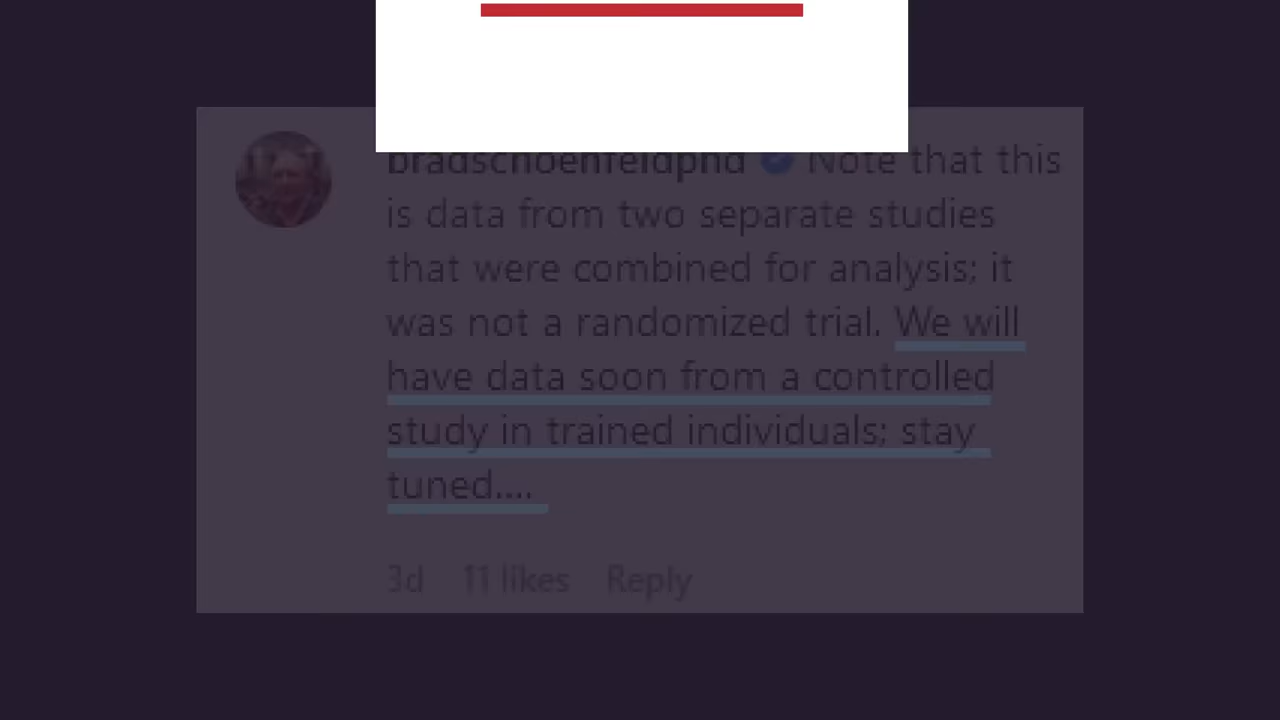 bradschoenfeldphd Note that this
is data from two separate studies
that were combined for analysis; it
was not a randomized trial. We will
have data soon from a controlled
study in trained individuals; stay
tuned....
3d 11 likes Reply